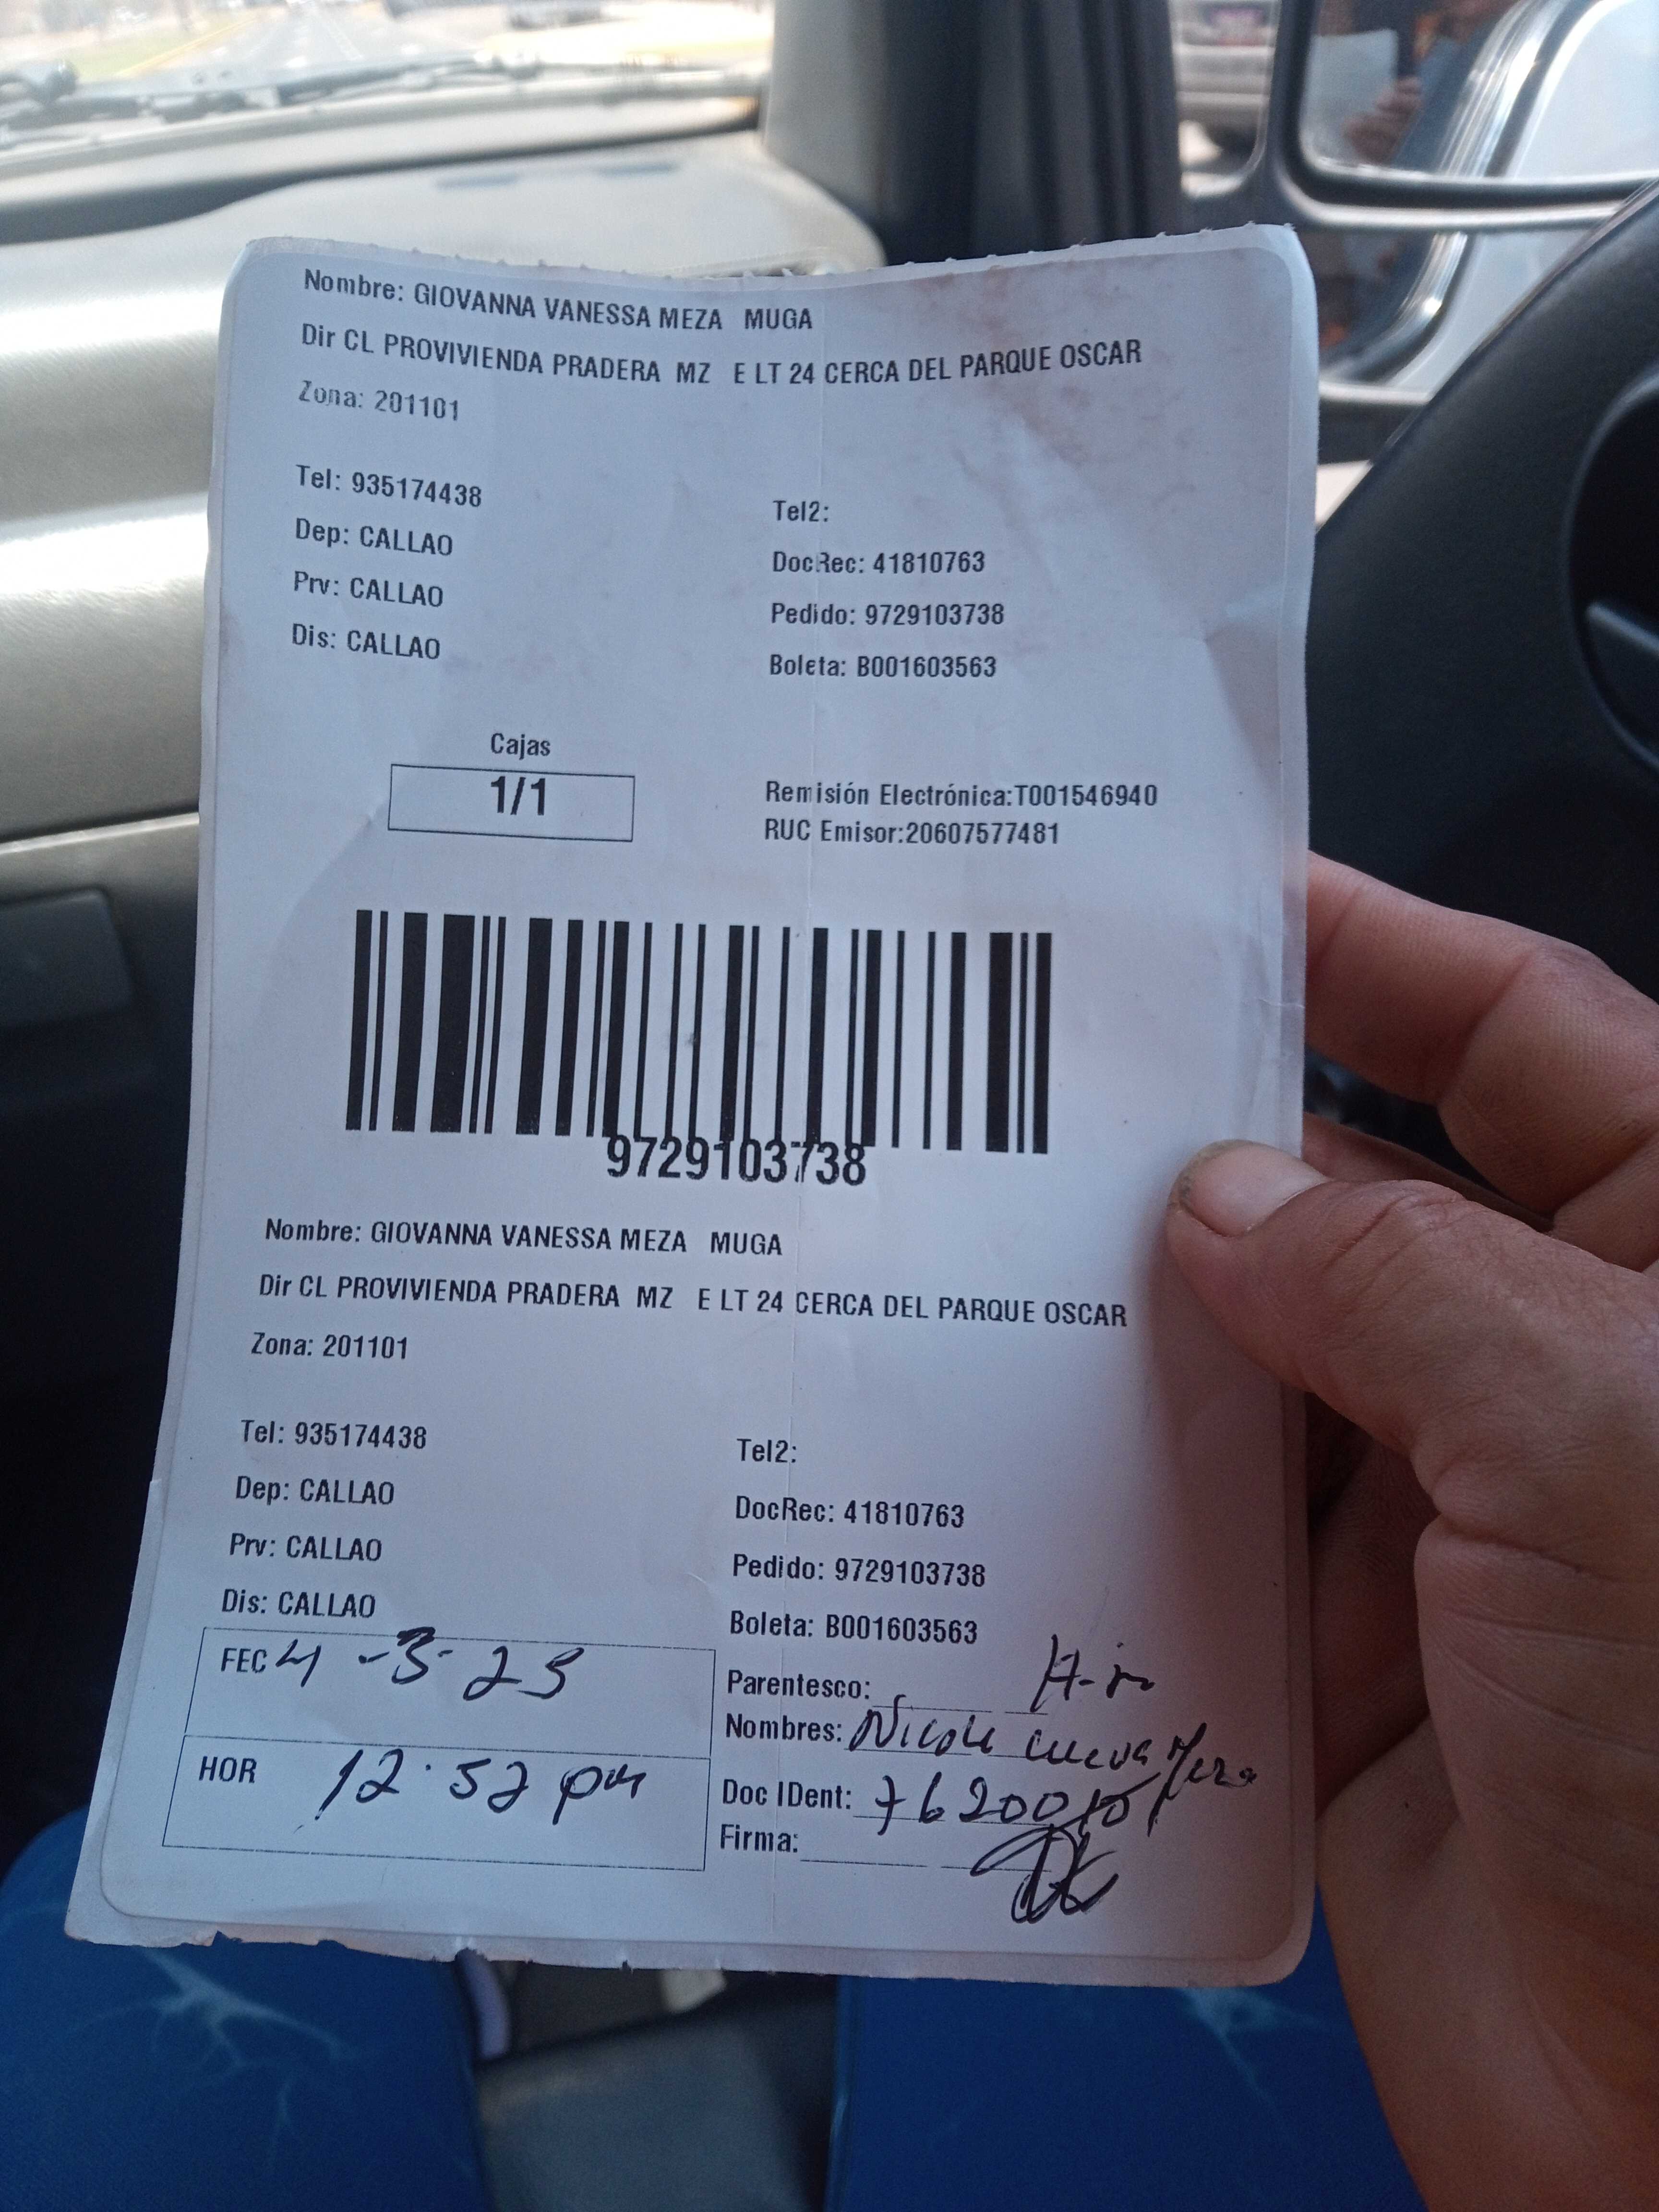 Nombre: GIOVANNA VANESSA MEZA MUGA
Dir CL PROVIVIENDA PRADERA MZ E LT 24 CERCA DEL PARQUE OSCAR
Zona: 201101
Tel: 935174438
Tel2:
Dep: CALLAO
DocRec: 41810763
Prv: CALLAO
Pedido: 9729103738
Dis: CALLAO
Boleta: B001603563
Cajas
1/1
Remisión Electrónica:T001546940
RUC Emisor:20607577481
9729103738
Nombre: GIOVANNA VANESSA MEZA MUGA
Dir CL PROVIVIENDA PRADERA MZ E LT 24 CERCA DEL PARQUE OSCAR
Zona: 201101
Tel: 935174438
Tel2:
Dep: CALLAO
DocRec: 41810763
Prv: CALLAO
Pedido: 9729103738
Dis: CALLAO
Boleta: B001603563
FEC 4-3-23
Parentesco:
Nombres: Nicole Cueva Meza
HOR 12:52 pm
Doc IDent:
Firma: